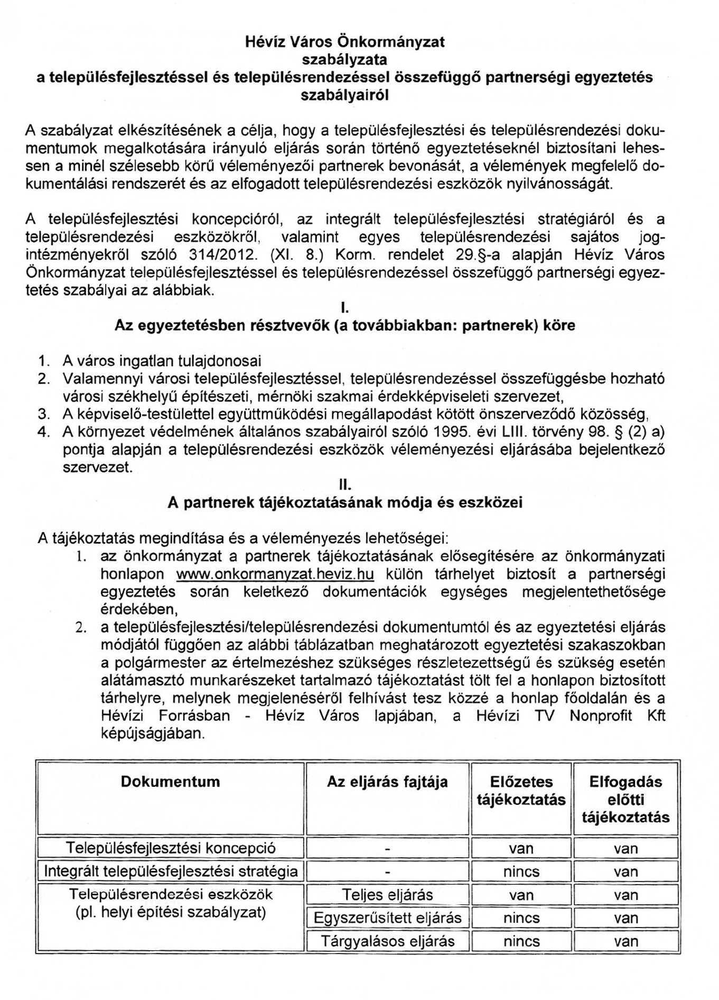 Hévíz Város Önkormányzat
szabályzata
a településfejlesztéssel és településrendezéssel összefüggő partnerségi egyeztetés
szabályairól
A szabályzat elkészítésének a célja, hogy a településfejlesztési és településrendezési doku-
mentumok megalkotására irányuló eljárás során történő egyeztetéseknél biztosítani lehes-
sen a minél szélesebb körű véleményezői partnerek bevonását, a vélemények megfelelő do-
kumentálási rendszerét és az elfogadott településrendezési eszközök nyilvánosságát.
A településfejlesztési koncepcióról, az integrált településfejlesztési stratégiáról és a
településrendezési eszközökről, valamint egyes településrendezési sajátos jog-
intézményekről szóló 314/2012. (XI. 8.) Korm. rendelet 29.§-a alapján Hévíz Város
Önkormányzat településfejlesztéssel és településrendezéssel összefüggő partnerségi egyez-
tetés szabályai az alábbiak.
I.
Az egyeztetésben résztvevők (a továbbiakban: partnerek) köre
1. A város ingatlan tulajdonosai
2. Valamennyi városi településfejlesztéssel, településrendezéssel összefüggésbe hozható
városi székhelyű építészeti, mérnöki szakmai érdekképviseleti szervezet,
3. A képviselő-testülettel együttműködési megállapodást kötött önszerveződő közösség,
4. A környezet védelmének általános szabályairól szóló 1995. évi LIII. törvény 98. § (2) a)
pontja alapján a településrendezési eszközök véleményezési eljárásába bejelentkező
szervezet.
II.
A partnerek tájékoztatásának módja és eszközei
A tájékoztatás megindítása és a véleményezés lehetőségei:
1. az önkormányzat a partnerek tájékoztatásának elősegítésére az önkormányzati
honlapon www.onkormanyzat.heviz.hu külön tárhelyet biztosít a partnerségi
egyeztetés során keletkező dokumentációk egységes megjelentethetősége
érdekében,
2. a településfejlesztési/településrendezési dokumentumtól és az egyeztetési eljárás
módjától függően az alábbi táblázatban meghatározott egyeztetési szakaszokban
a polgármester az értelmezéshez szükséges részletezettségű és szükség esetén
alátámasztó munkarészeket tartalmazó tájékoztatást tölt fel a honlapon biztosított
tárhelyre, melynek megjelenéséről felhívást tesz közzé a honlap főoldalán és a
Hévízi Forrásban - Hévíz Város lapjában, a Hévízi TV Nonprofit Kft
képújságjában.
Dokumentum Az eljárás fajtája Előzetes Elfogadás
tájékoztatás előtti
tájékoztatás
Településfejlesztési koncepció - van van
Integrált településfejlesztési stratégia - nincs van
Településrendezési eszközök Teljes eljárás van van
(pl. helyi építési szabályzat) Egyszerűsített eljárás nincs van
Tárgyalásos eljárás nincs van